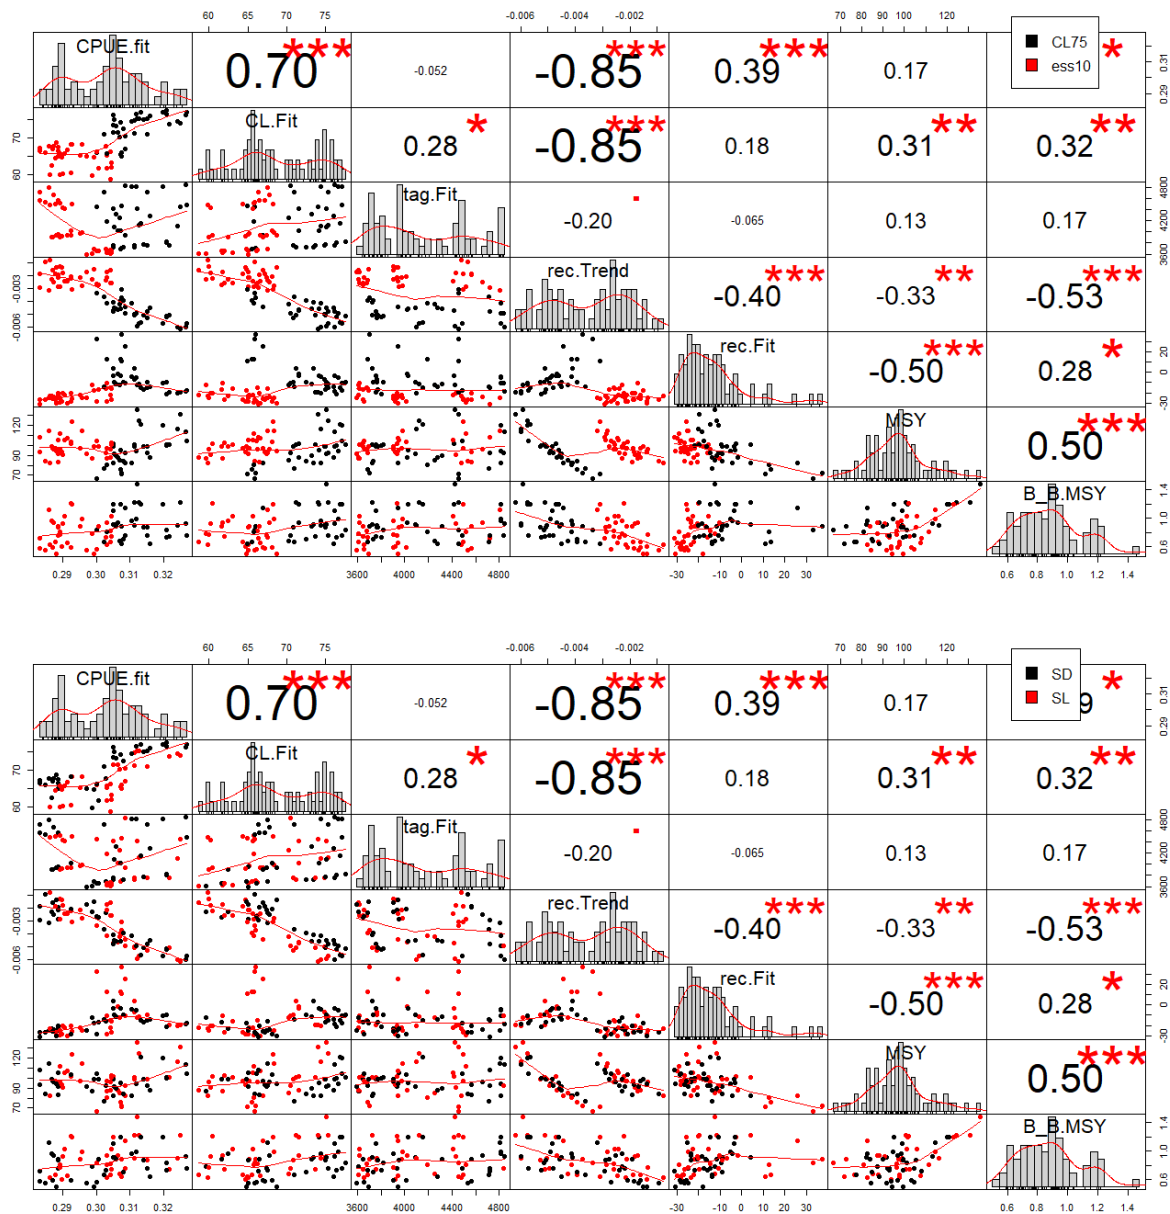 60 65 70 75 -0.006 -0.004 -0.002 70 80 90 100 120
CPUE.fit 0.70 *** -0.052 -0.85 *** 0.39 *** 0.17 *
CL75
ess10
0.29 0.31
CL.Fit 0.28 * -0.85 *** 0.18 0.31 ** 0.32 **
60 70
tag.Fit -0.20 -0.065 0.13 0.17
3600 4200 4800
rec.Trend -0.40 *** -0.33 ** -0.53 ***
-0.006 -0.003
rec.Fit -0.50 *** 0.28 *
-30 0 10 20
MSY 0.50 ***
70 90 120
B_B.MSY
0.6 1.0 1.4
0.29 0.30 0.31 0.32 3600 4000 4400 4800 -30 -20 -10 0 10 20 30 0.6 0.8 1.0 1.2 1.4
60 65 70 75 -0.006 -0.004 -0.002 70 80 90 100 120
CPUE.fit 0.70 *** -0.052 -0.85 *** 0.39 *** 0.17 9 *
SD
SL
0.29 0.31
CL.Fit 0.28 * -0.85 *** 0.18 0.31 ** 0.32 **
60 70
tag.Fit -0.20 -0.065 0.13 0.17
3600 4200 4800
rec.Trend -0.40 *** -0.33 ** -0.53 ***
-0.006 -0.003
rec.Fit -0.50 *** 0.28 *
-30 0 10 20
MSY 0.50 ***
70 90 120
B_B.MSY
0.6 1.0 1.4
0.29 0.30 0.31 0.32 3600 4000 4400 4800 -30 -20 -10 0 10 20 30 0.6 0.8 1.0 1.2 1.4